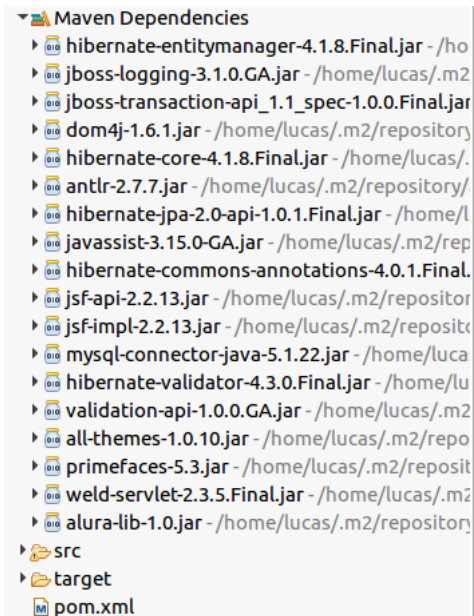 Maven Dependencies
hibernate-entitymanager-4.1.8.Final.jar - /ho
jboss-logging-3.1.0.GA.jar - /home/lucas/.m2
jboss-transaction-api_1.1_spec-1.0.0.Final.jar
dom4j-1.6.1.jar - /home/lucas/.m2/repository
hibernate-core-4.1.8.Final.jar - /home/lucas/.
antlr-2.7.7.jar - /home/lucas/.m2/repository/
hibernate-jpa-2.0-api-1.0.1.Final.jar - /home/l
javassist-3.15.0-GA.jar - /home/lucas/.m2/rep
hibernate-commons-annotations-4.0.1.Final.
jsf-api-2.2.13.jar - /home/lucas/.m2/repositor
jsf-impl-2.2.13.jar - /home/lucas/.m2/reposito
mysql-connector-java-5.1.22.jar - /home/luca
hibernate-validator-4.3.0.Final.jar - /home/lu
validation-api-1.0.0.GA.jar - /home/lucas/.m2
all-themes-1.0.10.jar - /home/lucas/.m2/repo
primefaces-5.3.jar - /home/lucas/.m2/reposit
weld-servlet-2.3.5.Final.jar - /home/lucas/.m2
alura-lib-1.0.jar - /home/lucas/.m2/repository
src
target
pom.xml